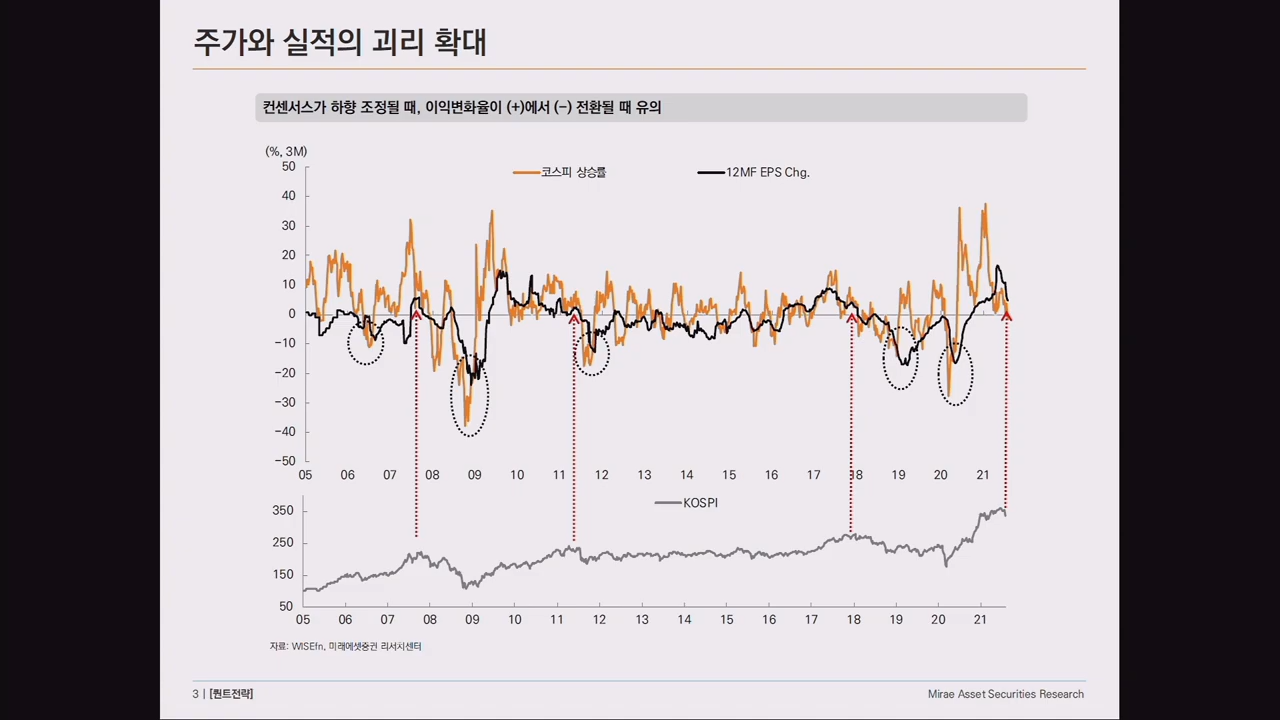 주가와 실적의 괴리 확대
컨센서스가 하향 조정될 때, 이익변화율이 (+)에서 (−) 전환될 때 유의
(%, 3M)
코스피 상승률
12MF EPS Chg.
50
40
30
20
10
0
−10
−20
−30
−40
−50
05 06 07 08 09 10 11 12 13 14 15 16 17 18 19 20 21
KOSPI
350
250
150
50
05 06 07 08 09 10 11 12 13 14 15 16 17 18 19 20 21
자료: WISEfn, 미래에셋증권 리서치센터
3 | [퀀트전략]
Mirae Asset Securities Research